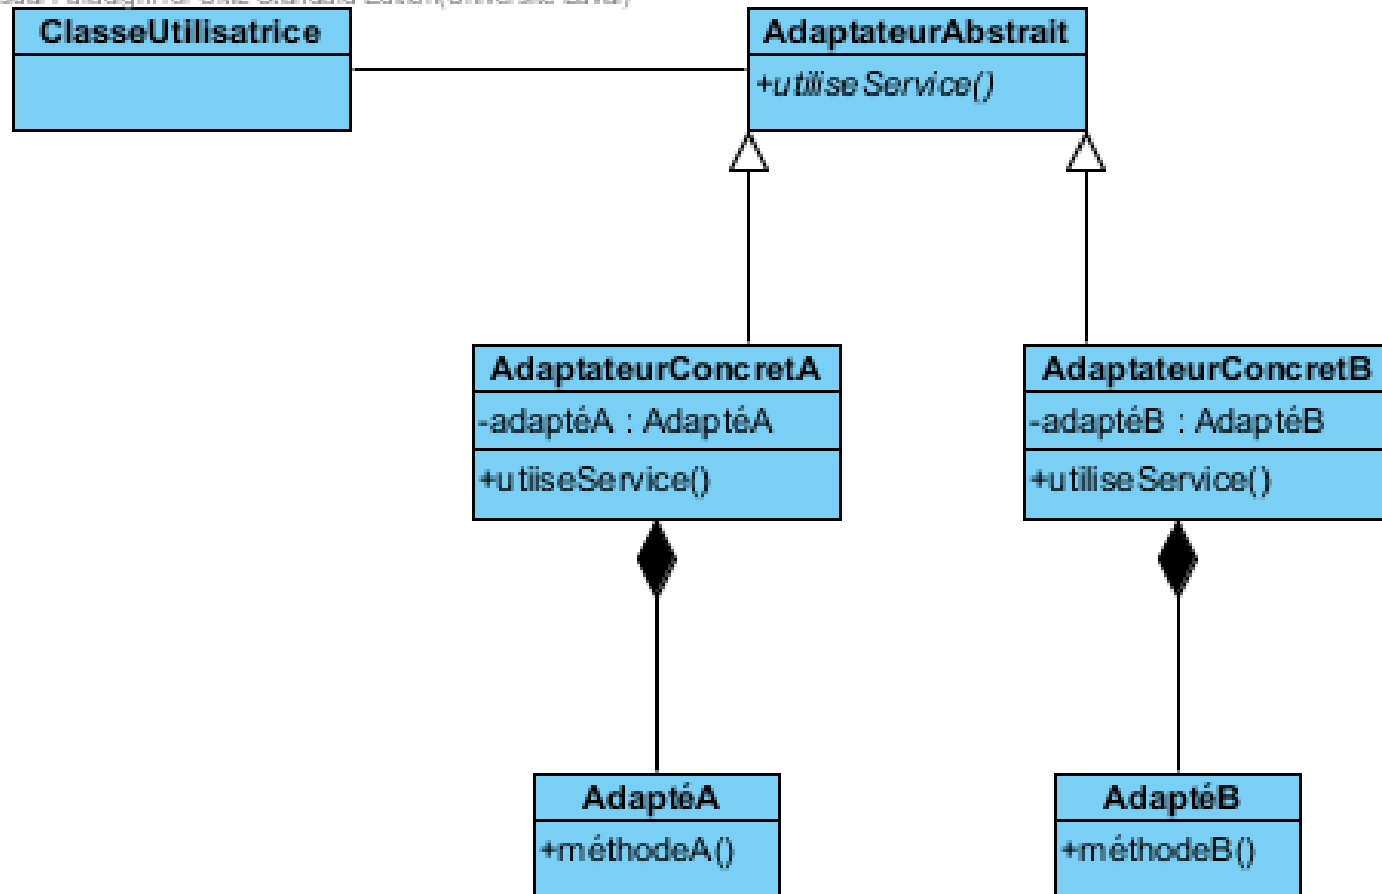 ClasseUtilisatrice
AdaptateurAbstrait
+utiliseService()
AdaptateurConcretA
-adaptéA : AdaptéA
+utiiseService()
AdaptateurConcretB
-adaptéB : AdaptéB
+utiliseService()
AdaptéA
+méthodeA()
AdaptéB
+méthodeB()